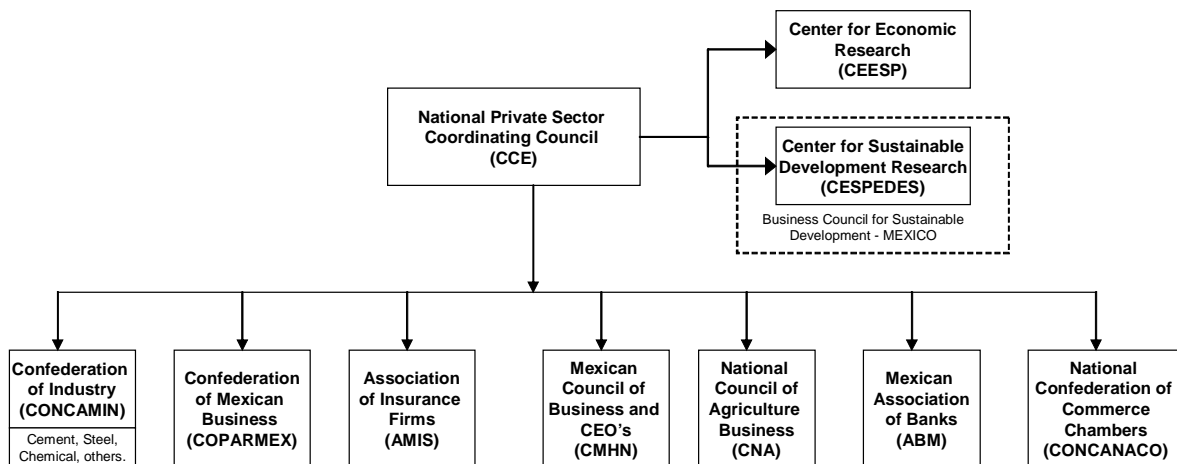 Center for Economic
Research
(CEESP)
National Private Sector
Coordinating Council
(CCE)
Center for Sustainable
Development Research
(CESPEDES)
Business Council for Sustainable
Development - MEXICO
Confederation
of Industry
(CONCAMIN)
Cement, Steel,
Chemical, others.
Confederation
of Mexican
Business
(COPARMEX)
Association
of Insurance
Firms
(AMIS)
Mexican
Council of
Business and
CEO's
(CMHN)
National
Council of
Agriculture
Business
(CNA)
Mexican
Association
of Banks
(ABM)
National
Confederation of
Commerce
Chambers
(CONCANACO)